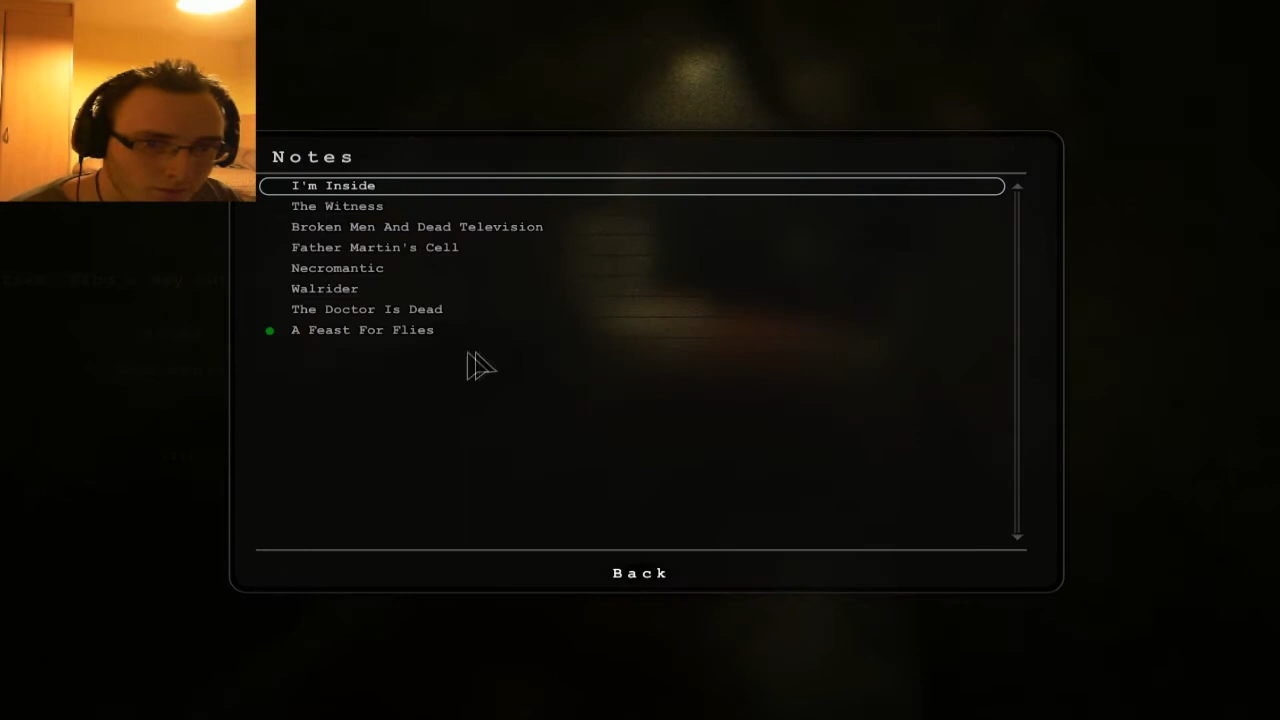 Notes
I'm Inside
The Witness
Broken Men And Dead Television
Father Martin's Cell
Necromantic
Walrider
The Doctor Is Dead
A Feast For Flies
Back